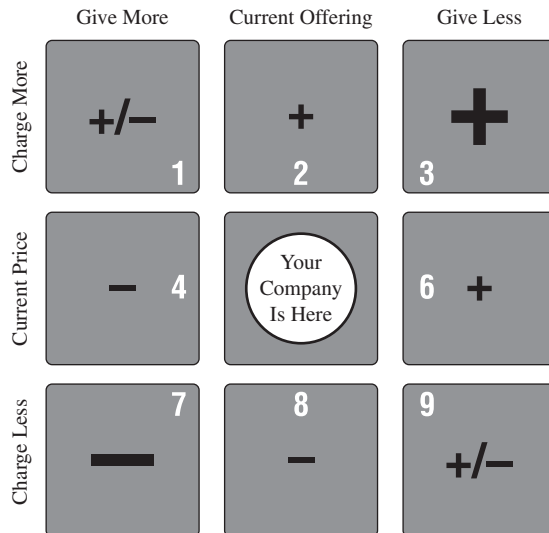 Give More
Current Offering
Give Less
Charge More
+/–
1
+
2
+
3
Current Price
–
4
Your
Company
Is Here
6
+
Charge Less
7
–
8
–
9
+/–